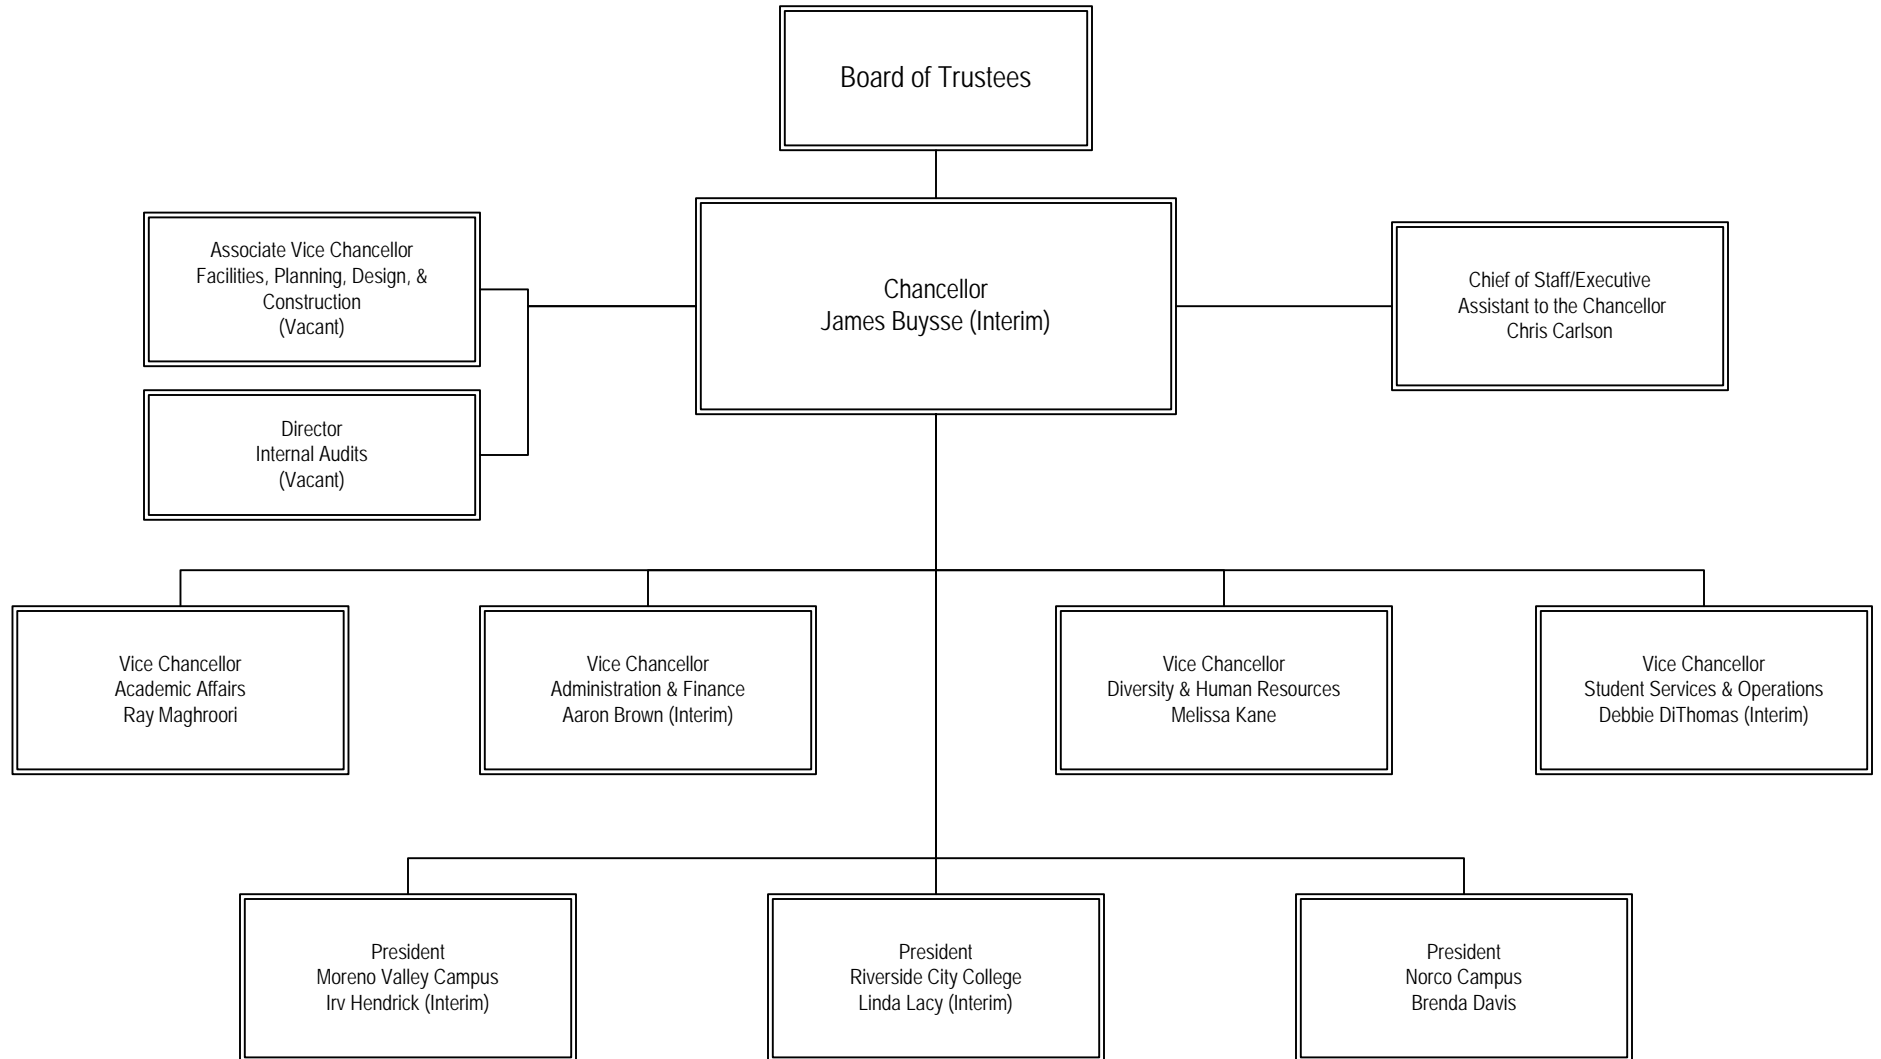 Board of Trustees
Associate Vice Chancellor
Facilities, Planning, Design, &
Construction
(Vacant)
Chancellor
James Buysse (Interim)
Chief of Staff/Executive
Assistant to the Chancellor
Chris Carlson
Director
Internal Audits
(Vacant)
Vice Chancellor
Academic Affairs
Ray Maghroori
Vice Chancellor
Administration & Finance
Aaron Brown (Interim)
Vice Chancellor
Diversity & Human Resources
Melissa Kane
Vice Chancellor
Student Services & Operations
Debbie DiThomas (Interim)
President
Moreno Valley Campus
Irv Hendrick (Interim)
President
Riverside City College
Linda Lacy (Interim)
President
Norco Campus
Brenda Davis